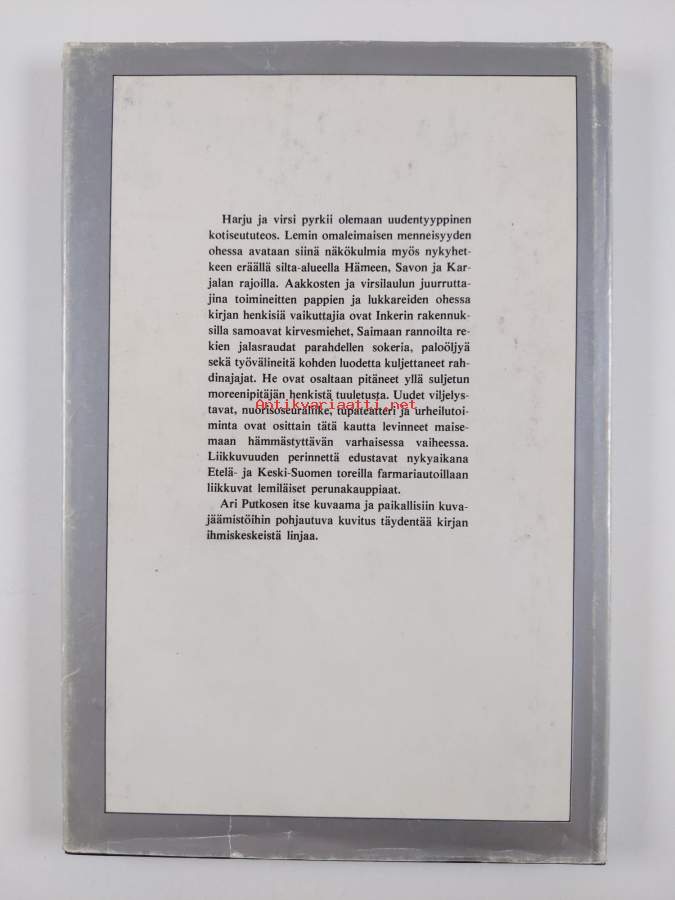 Harju ja virsi pyrkii olemaan uudentyyppinen
kotiseututeos. Lemin omaleimaisen menneisyyden
ohessa avataan siinä näkökulmia myös nykyhet-
keen eräällä silta-alueella Hämeen, Savon ja Kar-
jalan rajoilla. Aakkosten ja virsilaulun juurrutta-
jina toimineitten pappien ja lukkareiden ohessa
kirjan henkisiä vaikuttajia ovat Inkerin rakennuk-
silla samoavat kirvesmiehet, Saimaan rannoilta re-
kien jalasraudat parahdellen sokeria, paloöljyä
sekä työvälineitä kohden luodetta kuljettaneet rah-
dinajajat. He ovat osaltaan pitäneet yllä suljetun
moreenipitäjän henkistä tuuletusta. Uudet viljelys-
Antikvariaatti.net
tavat, nuorisoseuraliike, tupateatteri ja urheilutoi-
minta ovat osittain tätä kautta levinneet maise-
maan hämmästyttävän varhaisessa vaiheessa.
Liikkuvuuden perinnettä edustavat nykyaikana
Etelä- ja Keski-Suomen toreilla farmariautoillaan
liikkuvat lemiläiset perunakauppiaat.
Ari Putkosen itse kuvaama ja paikallisiin kuva-
jäämistöihin pohjautuva kuvitus täydentää kirjan
ihmiskeskeistä linjaa.